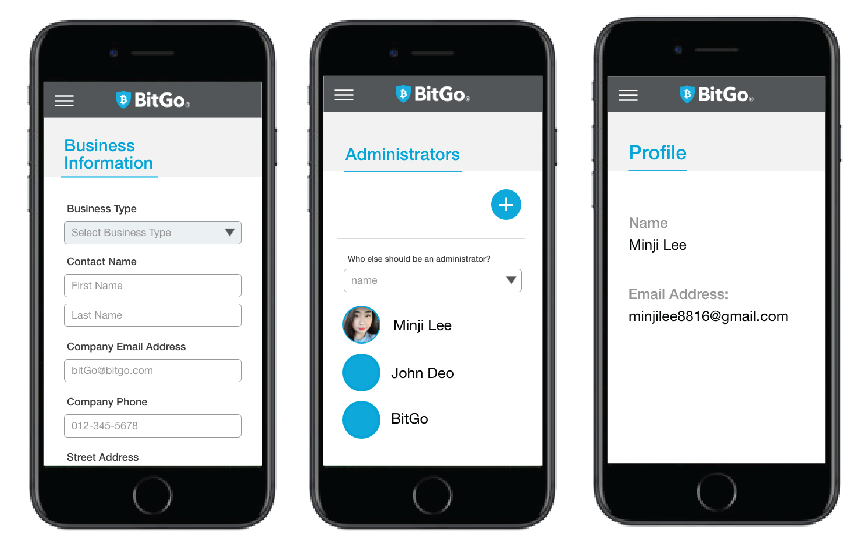 BitGo®
Business
Information
Business Type
Select Business Type
Contact Name
First Name
Last Name
Company Email Address
bitGo@bitgo.com
Company Phone
012-345-5678
Street Address
BitGo®
Administrators
Who else should be an administrator?
name
Minji Lee
John Deo
BitGo
BitGo®
Profile
Name
Minji Lee
Email Address:
minjilee8816@gmail.com